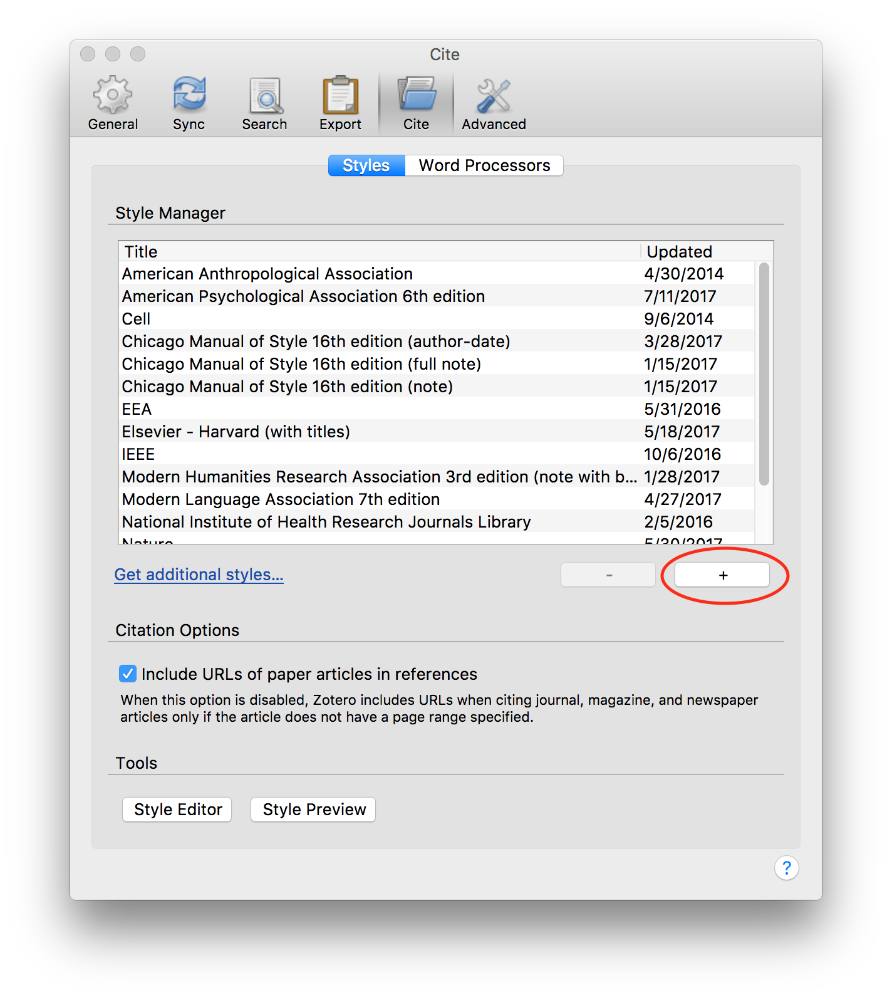 Cite
General Sync Search Export Cite Advanced
Styles Word Processors
Style Manager
Title Updated
American Anthropological Association 4/30/2014
American Psychological Association 6th edition 7/11/2017
Cell 9/6/2014
Chicago Manual of Style 16th edition (author-date) 3/28/2017
Chicago Manual of Style 16th edition (full note) 1/15/2017
Chicago Manual of Style 16th edition (note) 1/15/2017
EEA 5/31/2016
Elsevier - Harvard (with titles) 5/18/2017
IEEE 10/6/2016
Modern Humanities Research Association 3rd edition (note with b... 1/28/2017
Modern Language Association 7th edition 4/27/2017
National Institute of Health Research Journals Library 2/5/2016
Nature 5/30/2017
Get additional styles... - +
Citation Options
Include URLs of paper articles in references
When this option is disabled, Zotero includes URLs when citing journal, magazine, and newspaper
articles only if the article does not have a page range specified.
Tools
Style Editor Style Preview
?